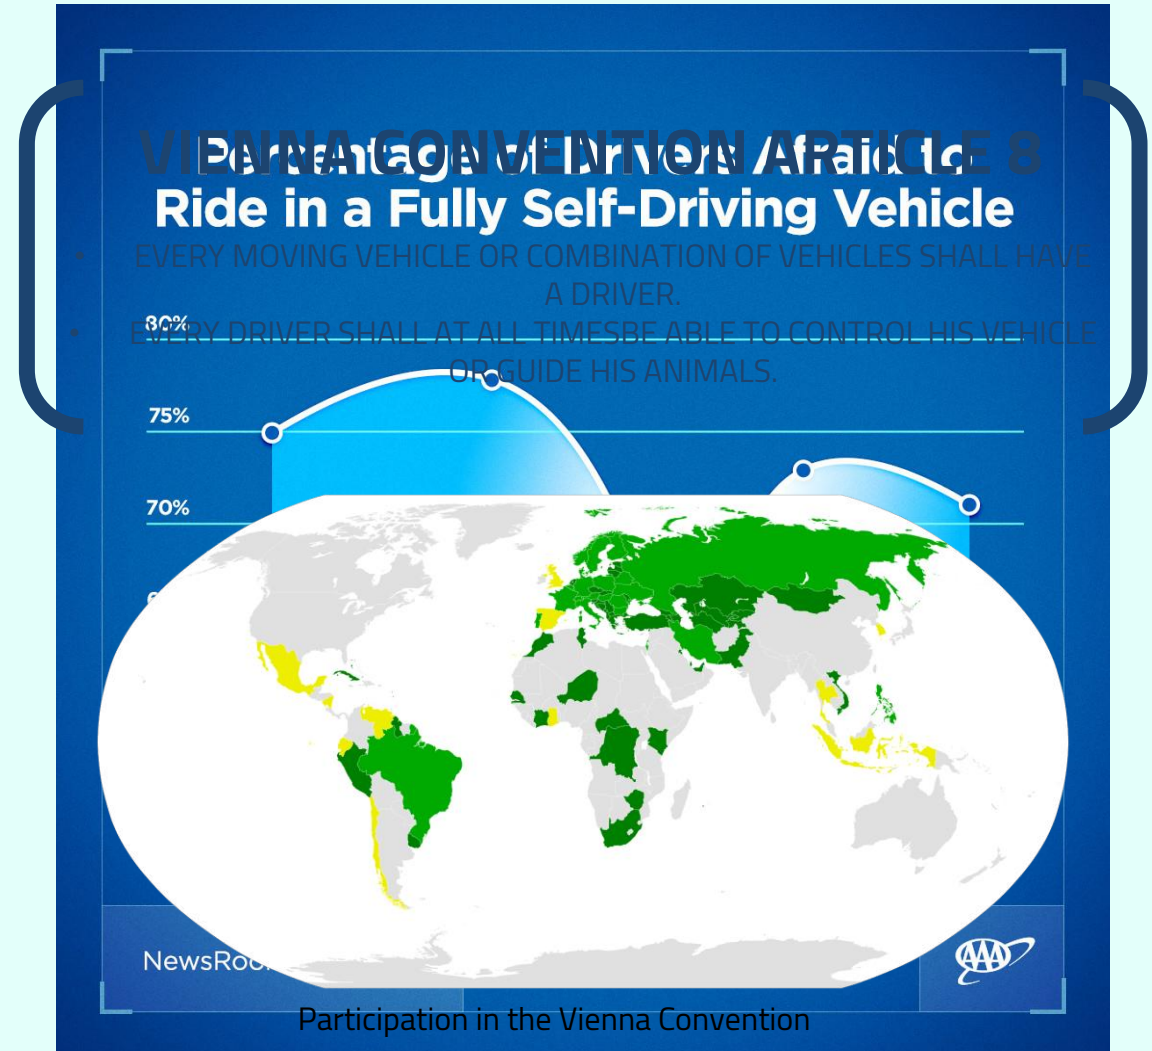 VIENNA CONVENTION ARTICLE 8
Percentage of Drivers Afraid to
Ride in a Fully Self-Driving Vehicle
• EVERY MOVING VEHICLE OR COMBINATION OF VEHICLES SHALL HAVE
A DRIVER.
• EVERY DRIVER SHALL AT ALL TIMESBE ABLE TO CONTROL HIS VEHICLE
OR GUIDE HIS ANIMALS.
80%
75%
70%
AAA
Participation in the Vienna Convention